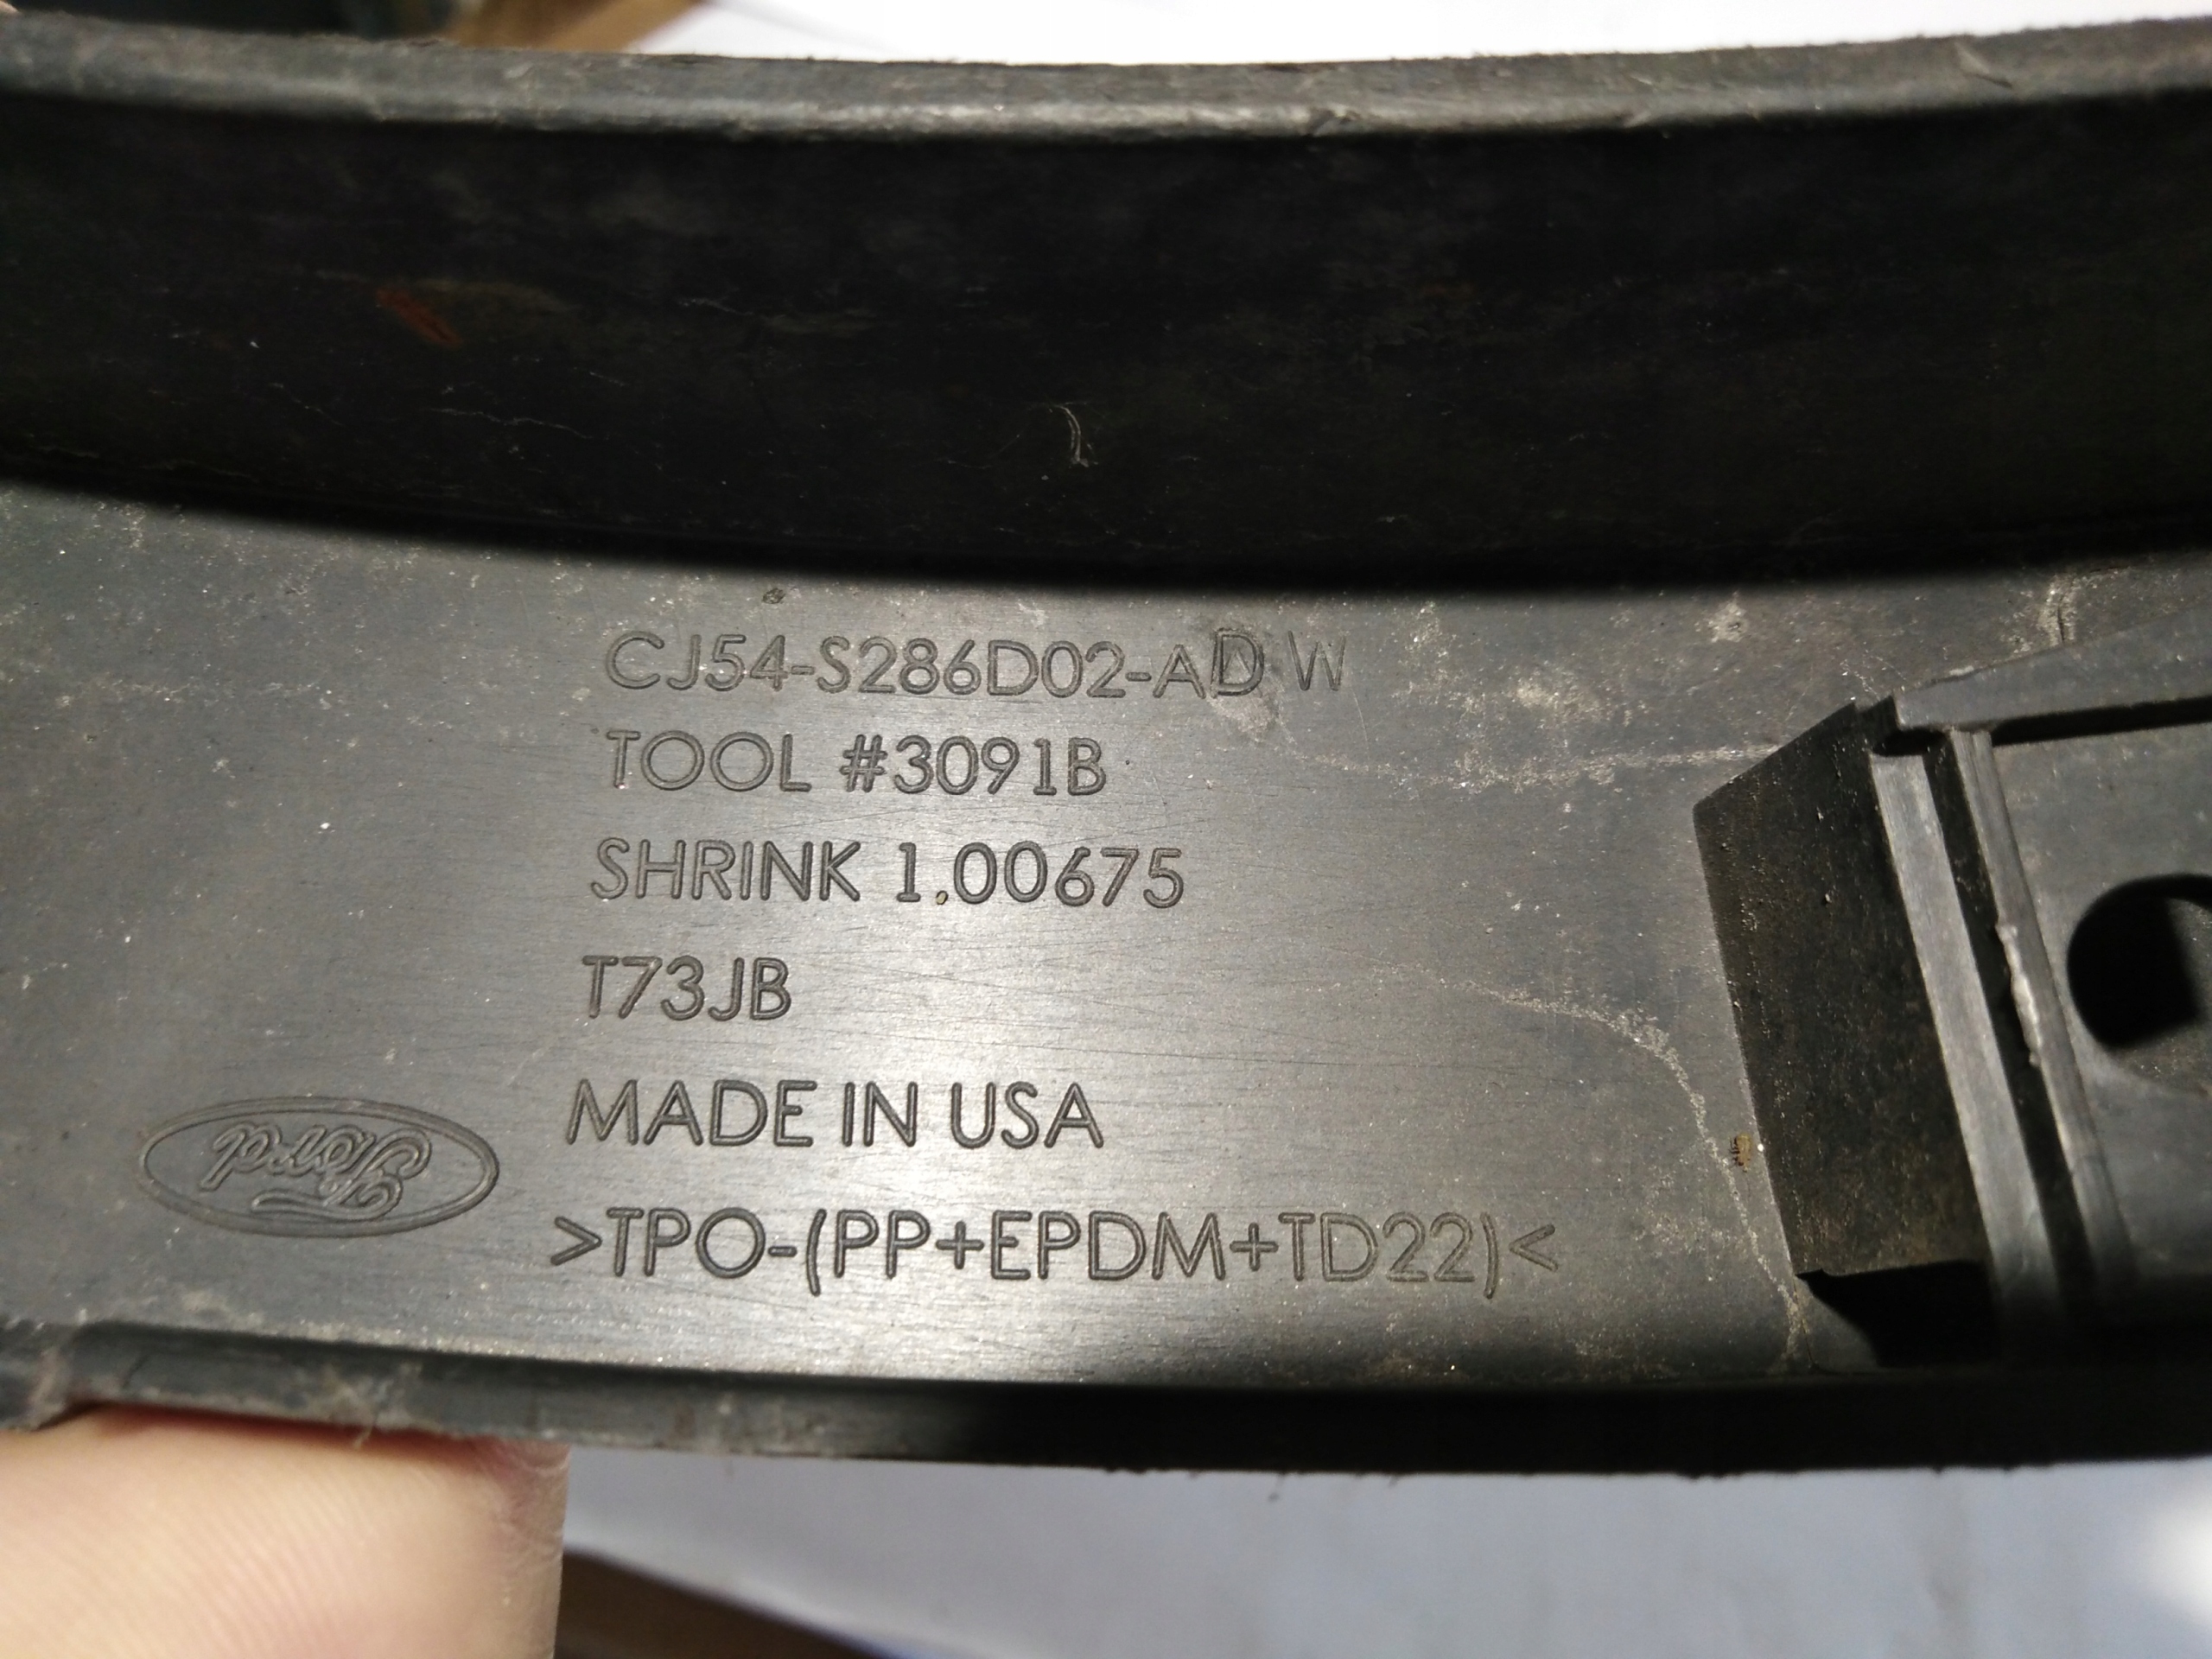 CJ54-S286D02-AD W
TOOL #3091B
SHRINK 1.00675
T73JB
MADE IN USA
Ford
>TPO-(PP+EPDM+TD22)<